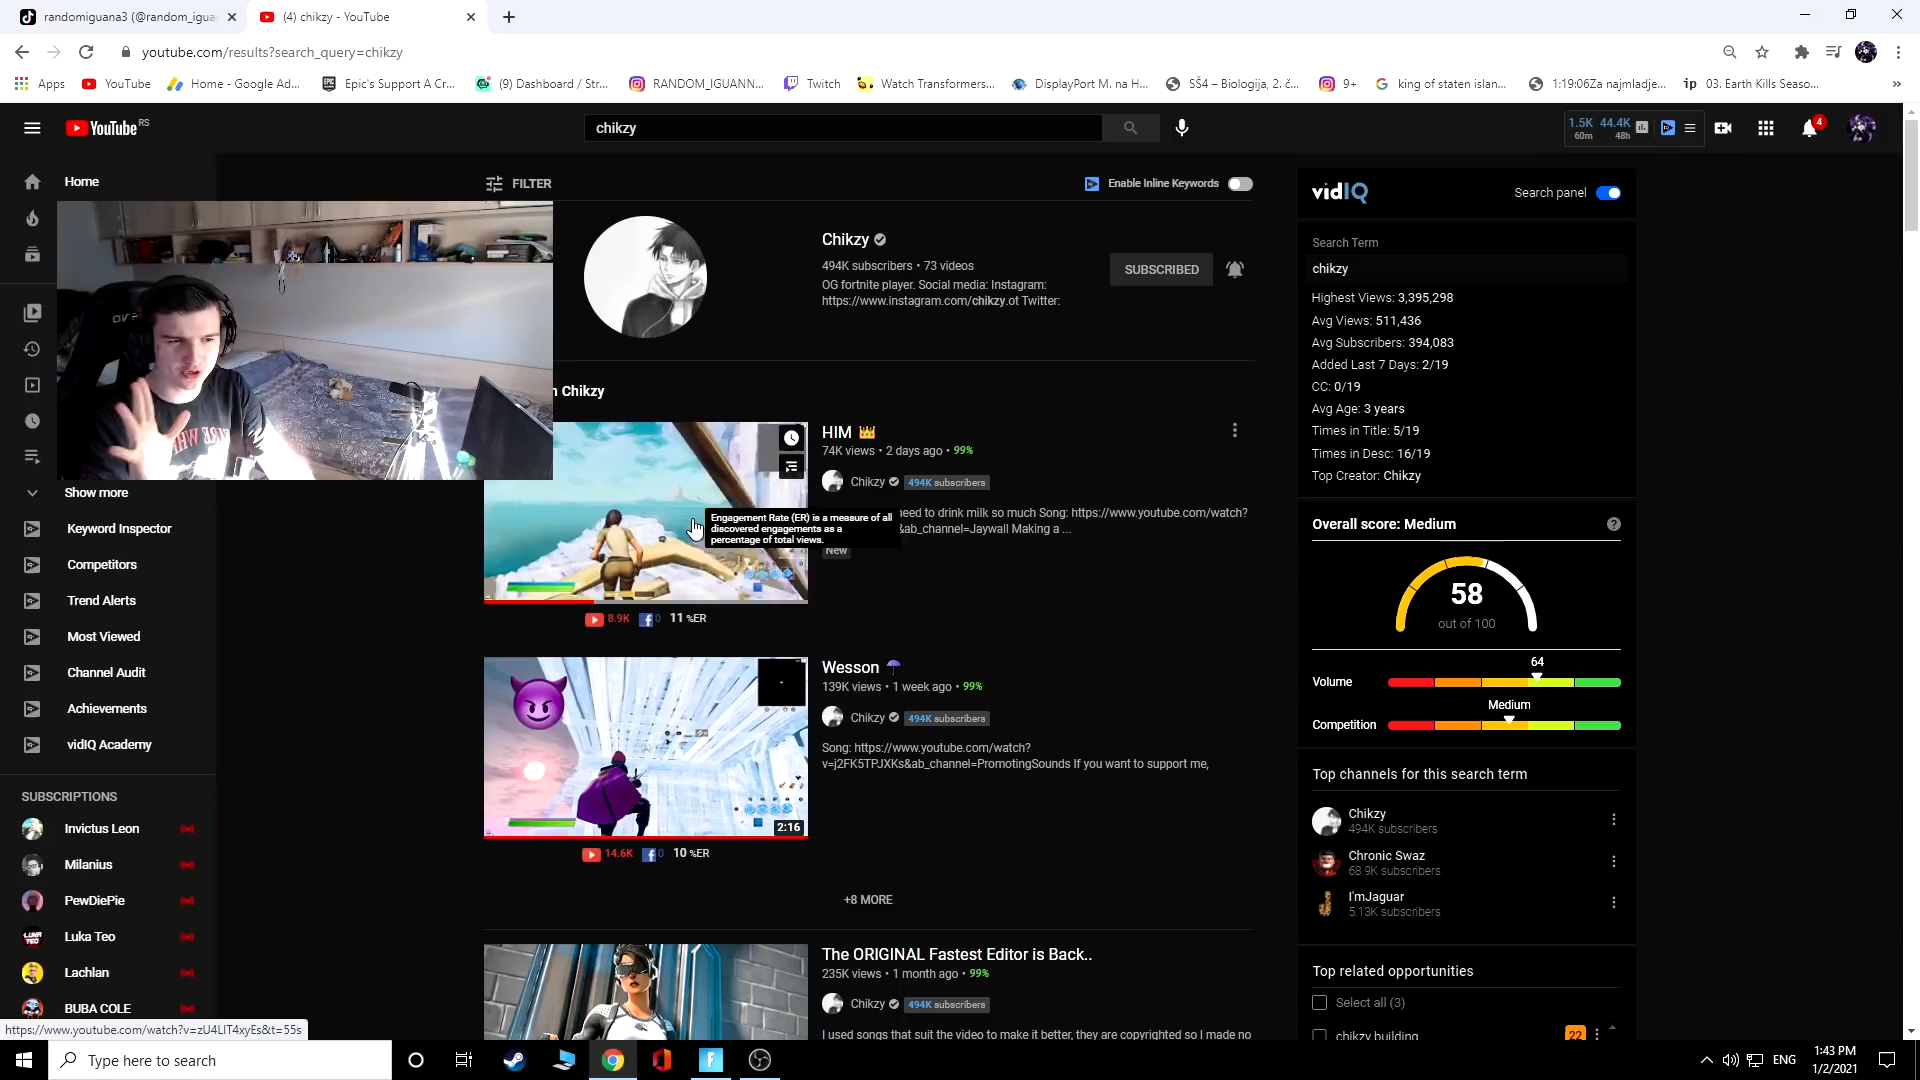 randomiguana3 (@random_igua
(4) chikzy - YouTube
youtube.com/results?search_query=chikzy
Apps
YouTube
Home - Google Ad...
Epic's Support A Cr...
(9) Dashboard / Str...
RANDOM_IGUANN...
Twitch
Watch Transformers...
DisplayPort M. na H...
SŠ4 – Biologija, 2. č...
9+
king of staten islan...
1:19:06Za najmladje...
ip 03. Earth Kills Seaso...
YouTube RS
chikzy
1.5K 44.4K
60m 48h
4
Home
FILTER
Enable Inline Keywords
Chikzy
494K subscribers • 73 videos
OG fortnite player. Social media: Instagram:
https://www.instagram.com/chikzy.ot Twitter:
SUBSCRIBED
n Chikzy
HIM
74K views • 2 days ago • 99%
Chikzy 494K subscribers
need to drink milk so much Song: https://www.youtube.com/watch?
&ab_channel=Jaywall Making a ...
New
Engagement Rate (ER) is a measure of all
discovered engagements as a
percentage of total views.
8.9K 0 11 %ER
Wesson
139K views • 1 week ago • 99%
Chikzy 494K subscribers
Song: https://www.youtube.com/watch?
v=j2FK5TPJXKs&ab_channel=PromotingSounds If you want to support me,
2:16
14.6K 0 10 %ER
+8 MORE
The ORIGINAL Fastest Editor is Back..
235K views • 1 month ago • 99%
Chikzy 494K subscribers
I used songs that suit the video to make it better, they are copyrighted so I made no
Show more
Keyword Inspector
Competitors
Trend Alerts
Most Viewed
Channel Audit
Achievements
vidIQ Academy
SUBSCRIPTIONS
Invictus Leon
Milanius
PewDiePie
Luka Teo
Lachlan
BUBA COLE
https://www.youtube.com/watch?v=zU4LIT4xyEs&t=55s
vidIQ
Search panel
Search Term
chikzy
Highest Views: 3,395,298
Avg Views: 511,436
Avg Subscribers: 394,083
Added Last 7 Days: 2/19
CC: 0/19
Avg Age: 3 years
Times in Title: 5/19
Times in Desc: 16/19
Top Creator: Chikzy
Overall score: Medium
58
out of 100
64
Volume
Medium
Competition
Top channels for this search term
Chikzy
494K subscribers
Chronic Swaz
68.9K subscribers
I'mJaguar
5.13K subscribers
Top related opportunities
Select all (3)
chikzy building
22
Type here to search
ENG
1:43 PM
1/2/2021